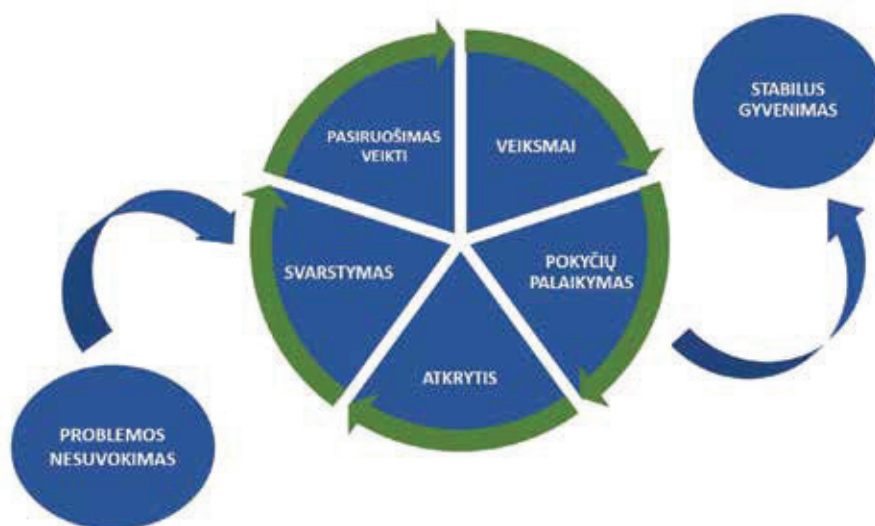 STABILUS
GYVENIMAS
PASIRUOŠIMAS
VEIKTI
VEIKSMAI
SVARSTYMAS
POKYČIŲ
PALAIKYMAS
ATKRYTIS
PROBLEMOS
NESUVOKIMAS